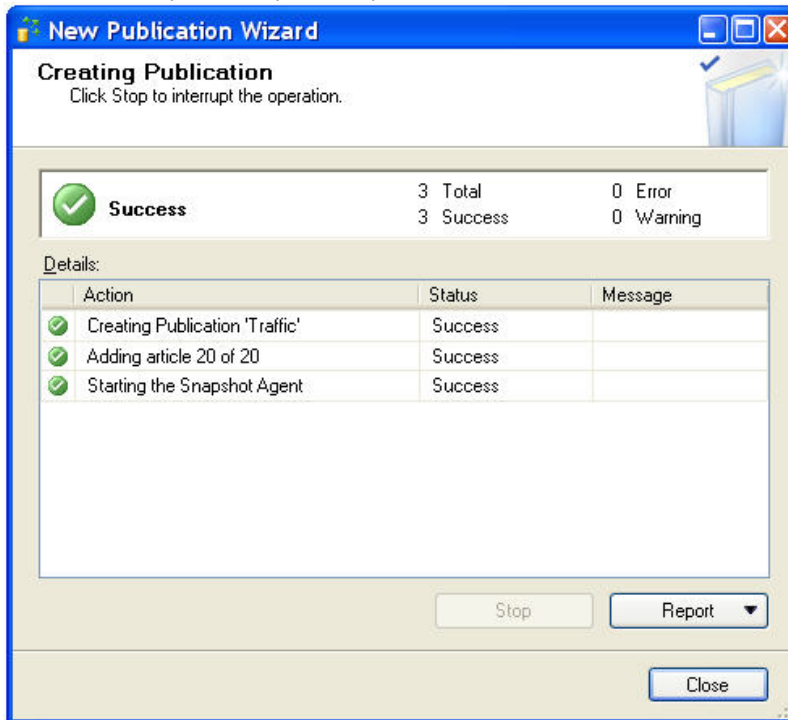 New Publication Wizard
Creating Publication
Click Stop to interrupt the operation.
Success 3 Total 0 Error
3 Success 0 Warning
Details:
Action Status Message
Creating Publication 'Traffic' Success
Adding article 20 of 20 Success
Starting the Snapshot Agent Success
Stop Report
Close